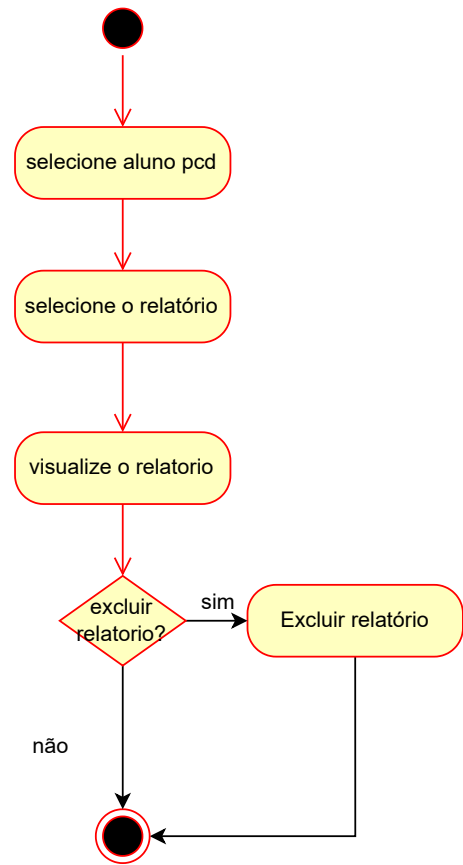 selecione aluno pcd
selecione o relatório
visualize o relatorio
excluir
relatorio?
sim
Excluir relatório
não